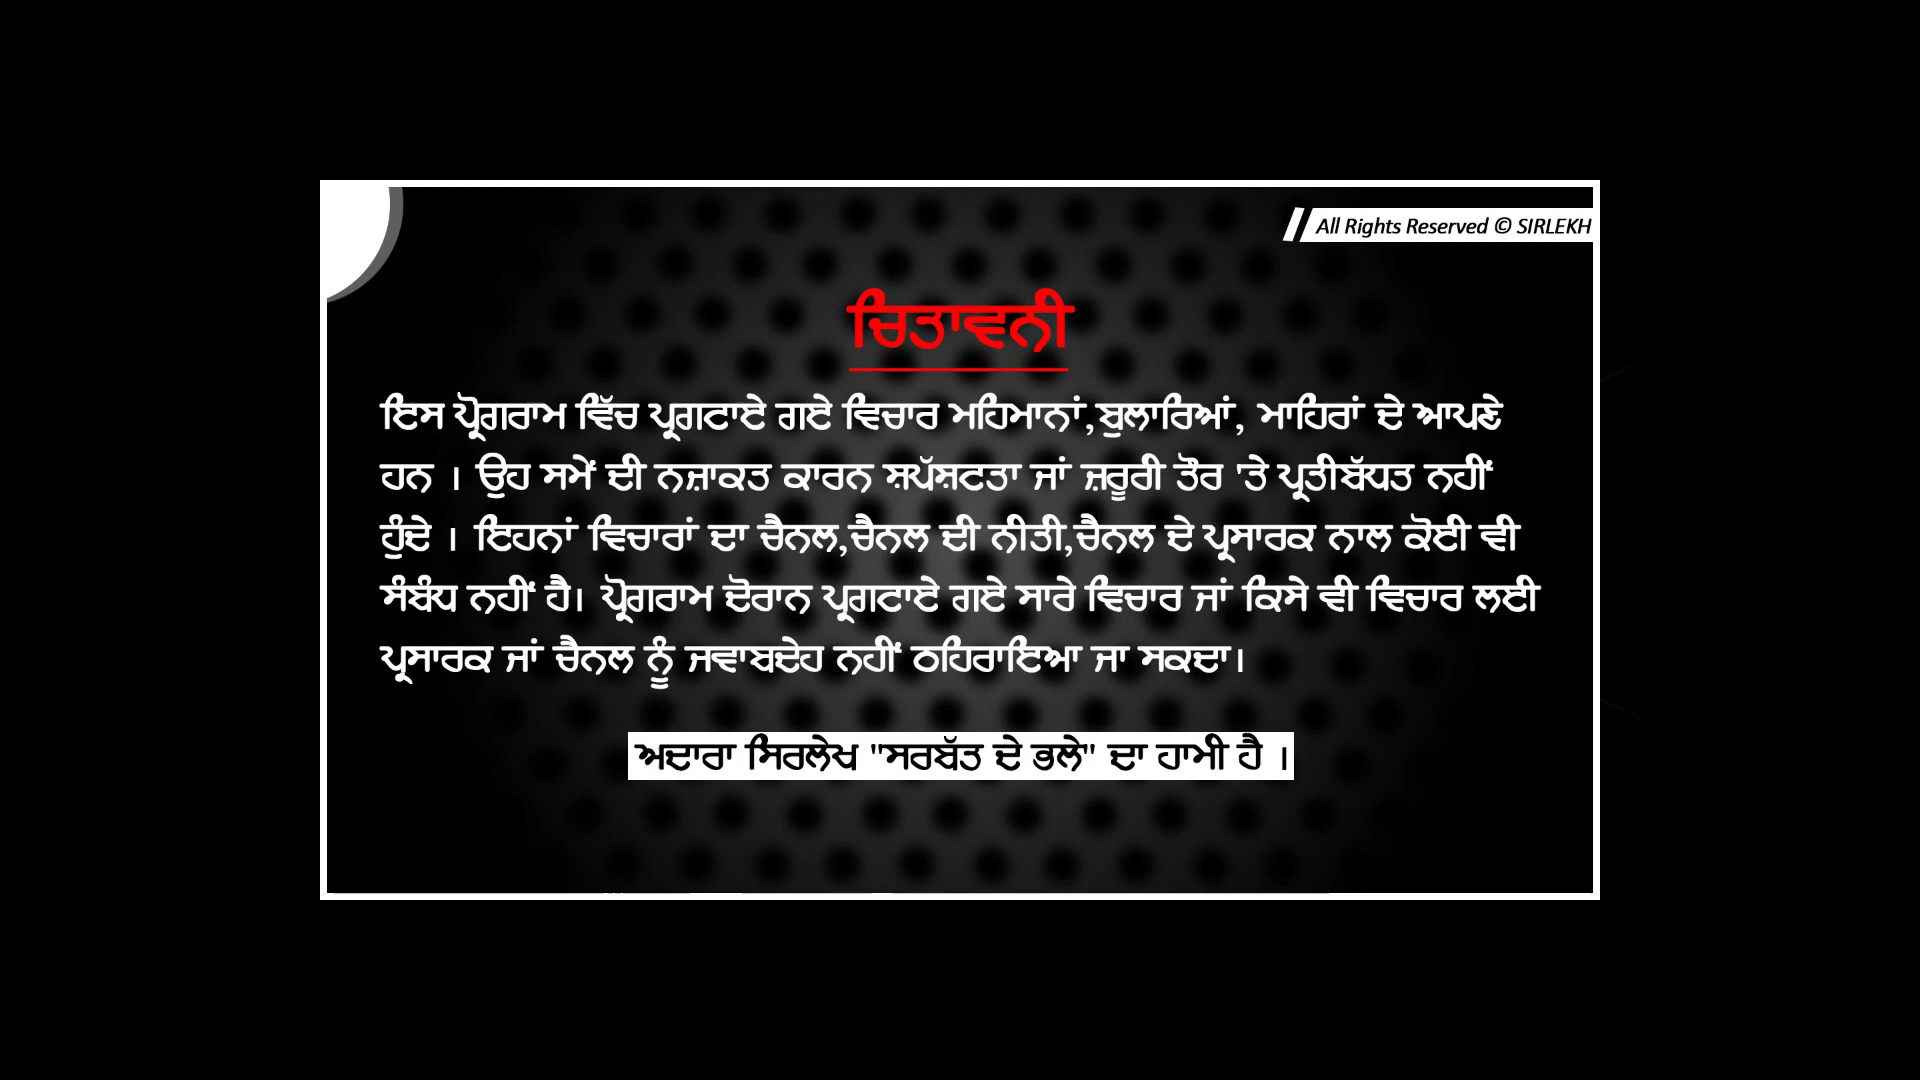 All Rights Reserved © SIRLEKH
ਚਿਤਾਵਨੀ
ਇਸ ਪ੍ਰੋਗਰਾਮ ਵਿੱਚ ਪ੍ਰਗਟਾਏ ਗਏ ਵਿਚਾਰ ਮਹਿਮਾਨਾਂ,ਬੁਲਾਰਿਆਂ, ਮਾਹਿਰਾਂ ਦੇ ਆਪਣੇ
ਹਨ । ਉਹ ਸਮੇਂ ਦੀ ਨਜ਼ਾਕਤ ਕਾਰਨ ਸ਼ਪੱਸ਼ਟਤਾ ਜਾਂ ਜ਼ਰੂਰੀ ਤੌਰ 'ਤੇ ਪ੍ਰਤੀਬੱਧਤ ਨਹੀਂ
ਹੁੰਦੇ । ਇਹਨਾਂ ਵਿਚਾਰਾਂ ਦਾ ਚੈਨਲ,ਚੈਨਲ ਦੀ ਨੀਤੀ,ਚੈਨਲ ਦੇ ਪ੍ਰਸਾਰਕ ਨਾਲ ਕੋਈ ਵੀ
ਸੰਬੰਧ ਨਹੀਂ ਹੈ। ਪ੍ਰੋਗਰਾਮ ਦੋਰਾਨ ਪ੍ਰਗਟਾਏ ਗਏ ਸਾਰੇ ਵਿਚਾਰ ਜਾਂ ਕਿਸੇ ਵੀ ਵਿਚਾਰ ਲਈ
ਪ੍ਰਸਾਰਕ ਜਾਂ ਚੈਨਲ ਨੂੰ ਜਵਾਬਦੇਹ ਨਹੀਂ ਠਹਿਰਾਇਆ ਜਾ ਸਕਦਾ।
ਅਦਾਰਾ ਸਿਰਲੇਖ "ਸਰਬੱਤ ਦੇ ਭਲੇ" ਦਾ ਹਾਮੀ ਹੈ ।